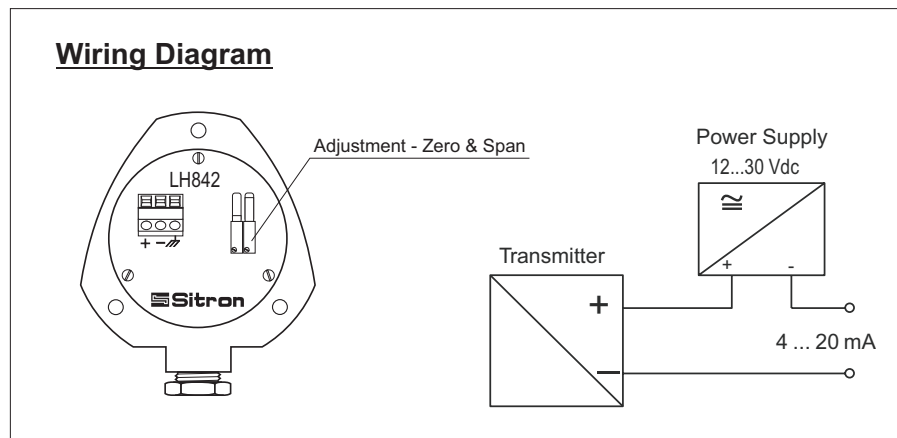 Wiring Diagram
Adjustment - Zero & Span
LH842
+ −
Sitron
Power Supply
12...30 Vdc
≅
+ -
Transmitter
+
−
4 ... 20 mA